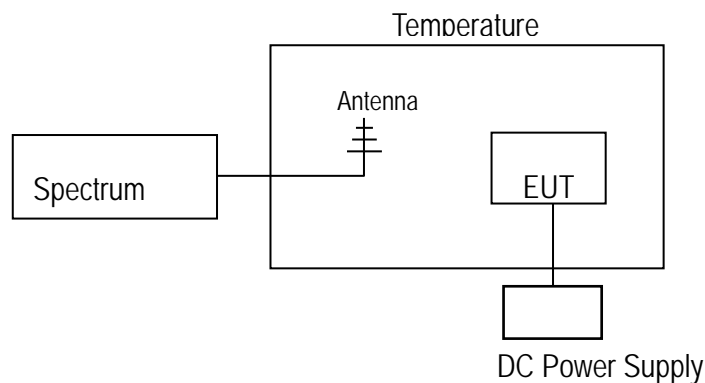 Temperature
Antenna
Spectrum
EUT
DC Power Supply